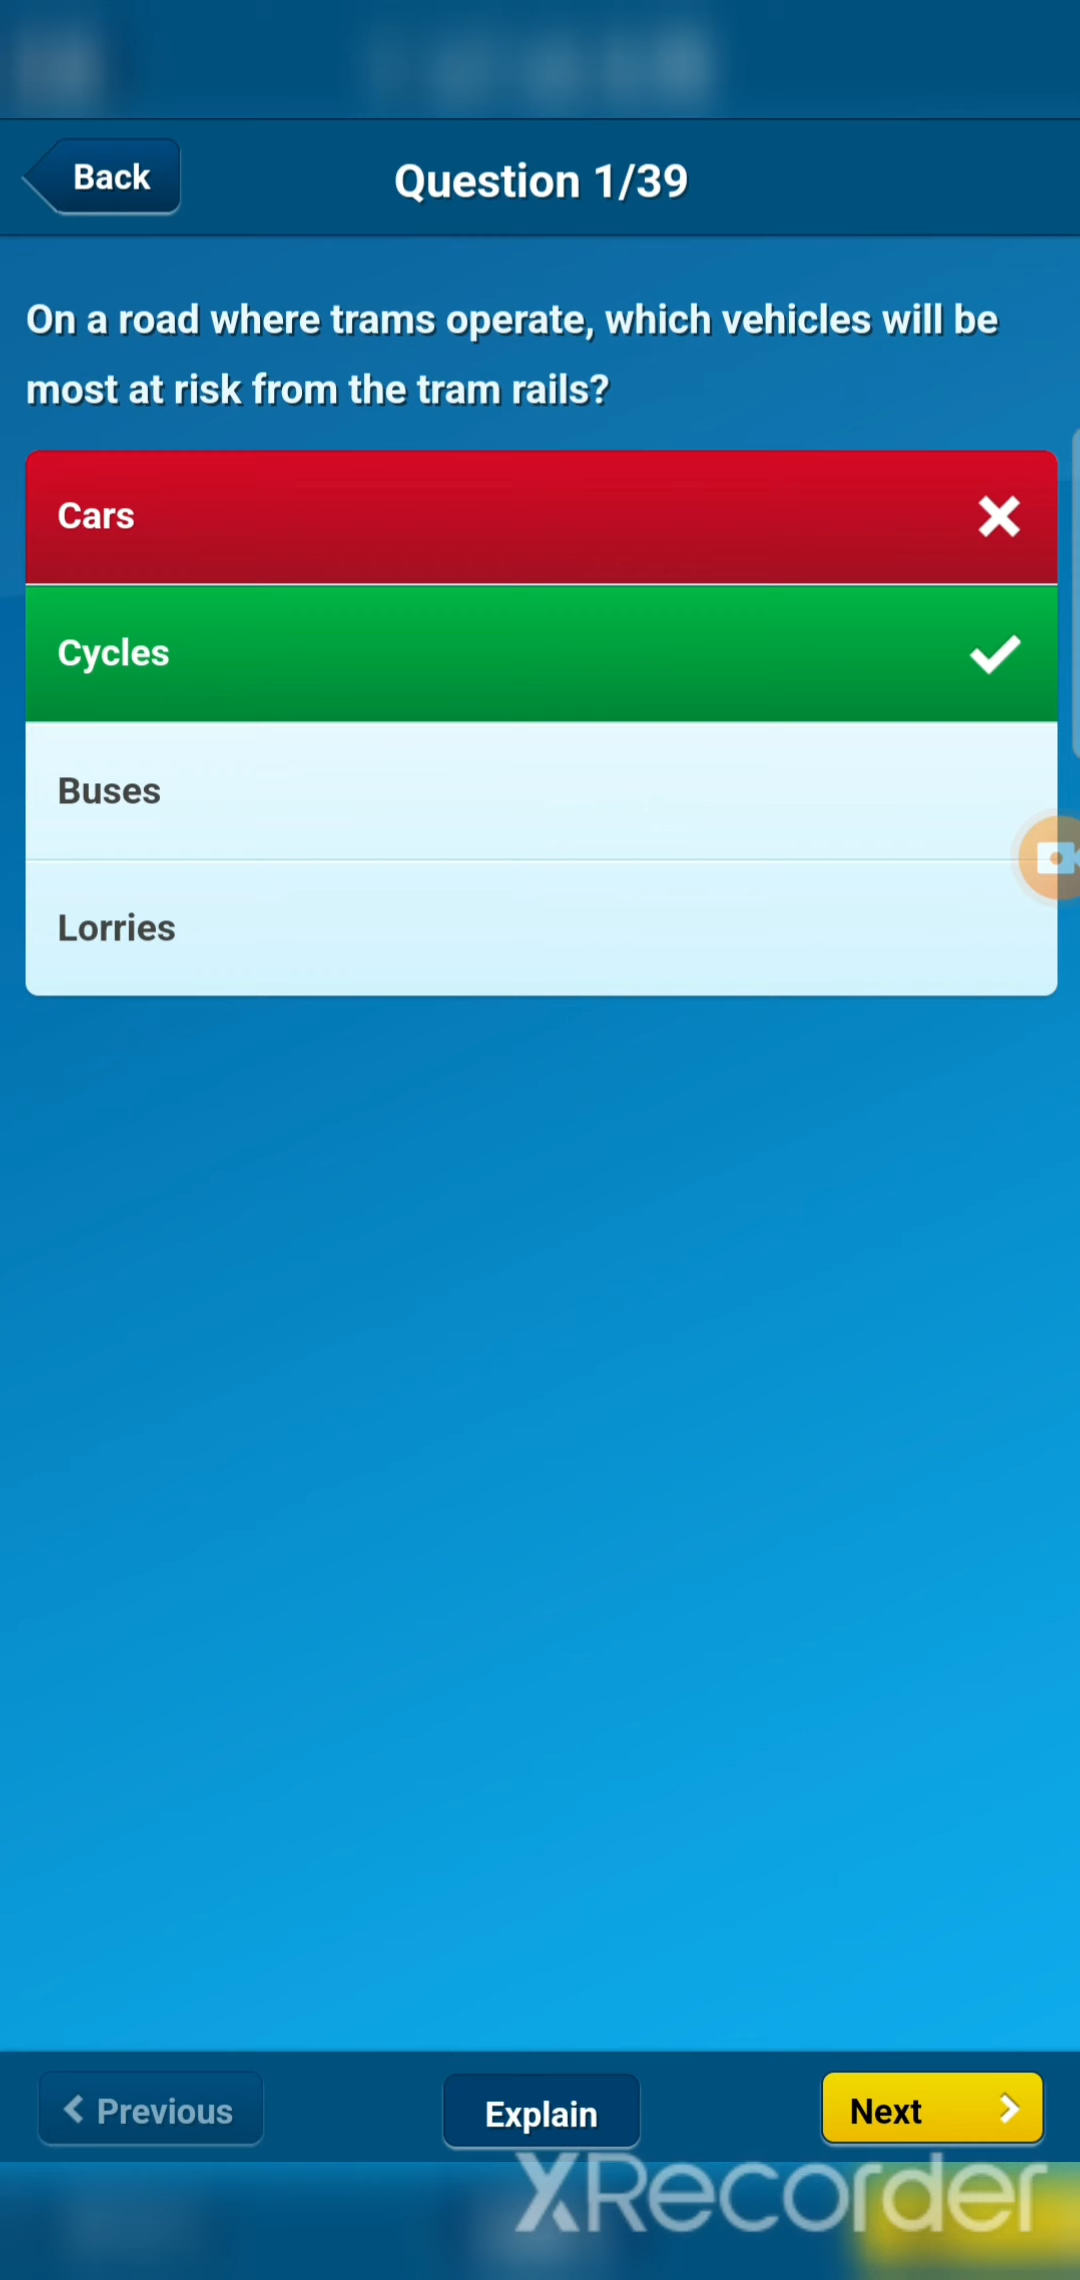 Back
Question 1/39
On a road where trams operate, which vehicles will be
most at risk from the tram rails?
Cars
Cycles
Buses
Lorries
Previous
Explain
Next
XRecorder